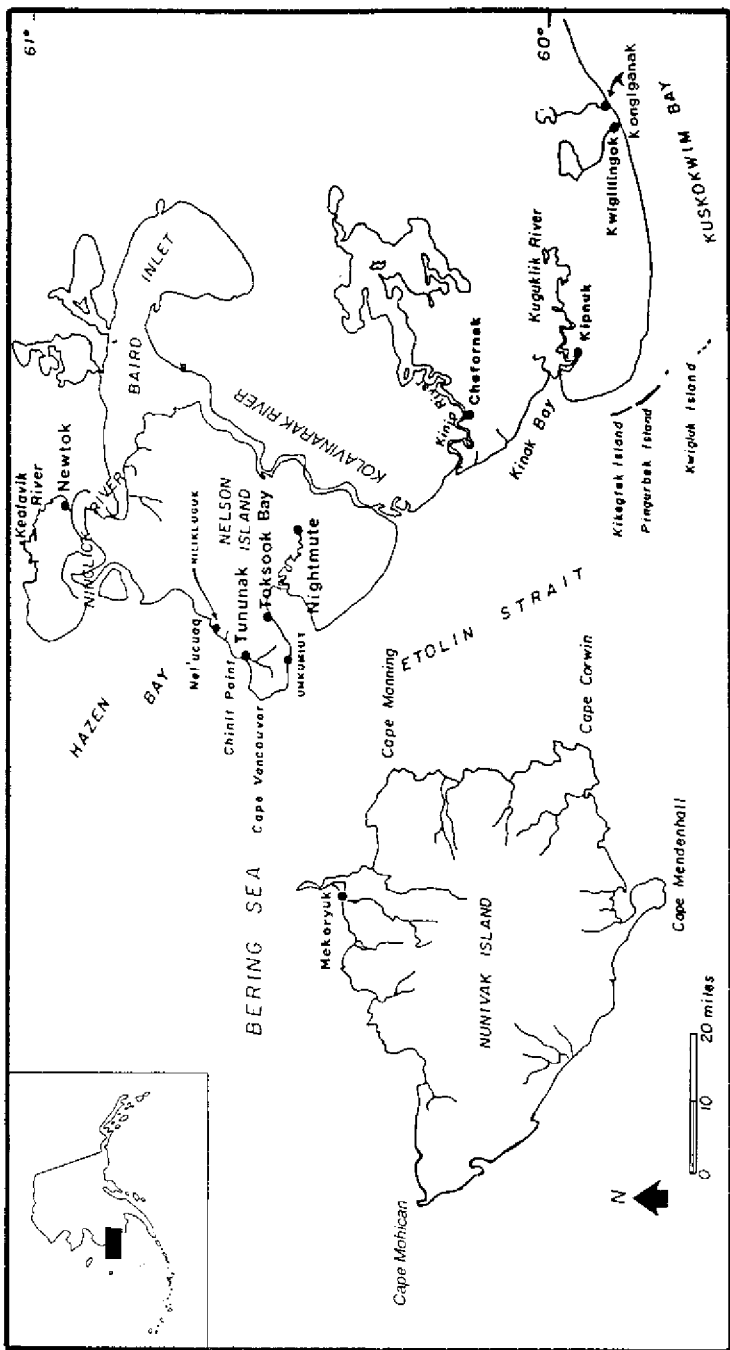 61°
60°
Kealavik
River
Newtok
NINGLICK RIVER
BAIRD INLET
HAZEN BAY
NILIKLUGUK
Nel'ucuaq
NELSON
ISLAND
Tununak
Toksook Bay
Nightmute
UMKUMIUT
Chinit Point
Cape Vancouver
KOLAVINARAK RIVER
Kinia River
Chefornak
Kinak Bay
Kuguklik River
Kipnuk
Kwigillingok
Kongiganak
KUSKOKWIM BAY
Kikegtek Island
Pingurbek Island
Kwigluk Island
ETOLIN STRAIT
BERING SEA
Cape Manning
Cape Corwin
Mekoryuk
NUNIVAK ISLAND
Cape Mendenhall
Cape Mohican
N
0 10 20 miles